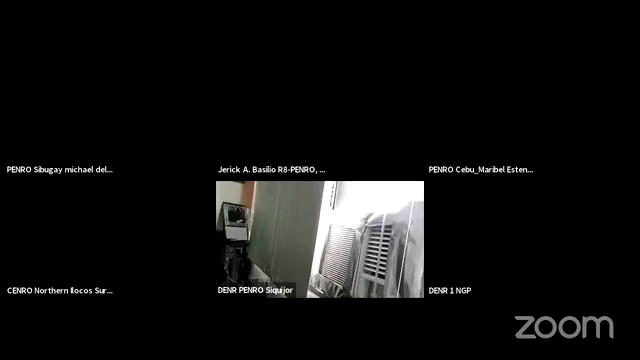 PENRO Sibugay michael del...
Jerick A. Basilio R8-PENRO, ...
PENRO Cebu_Maribel Esten...
CENRO Northern Ilocos Sur...
DENR PENRO Siquijor
DENR 1 NGP
zoom